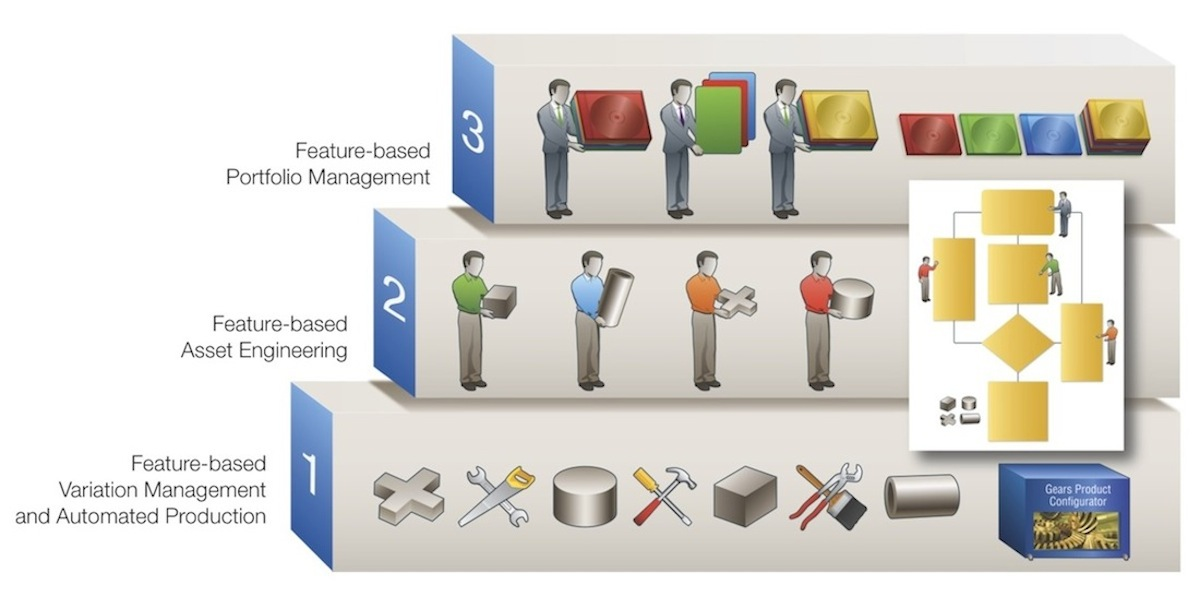 3
Feature-based
Portfolio Management
2
Feature-based
Asset Engineering
1
Feature-based
Variation Management
and Automated Production
Gears Product
Configurator